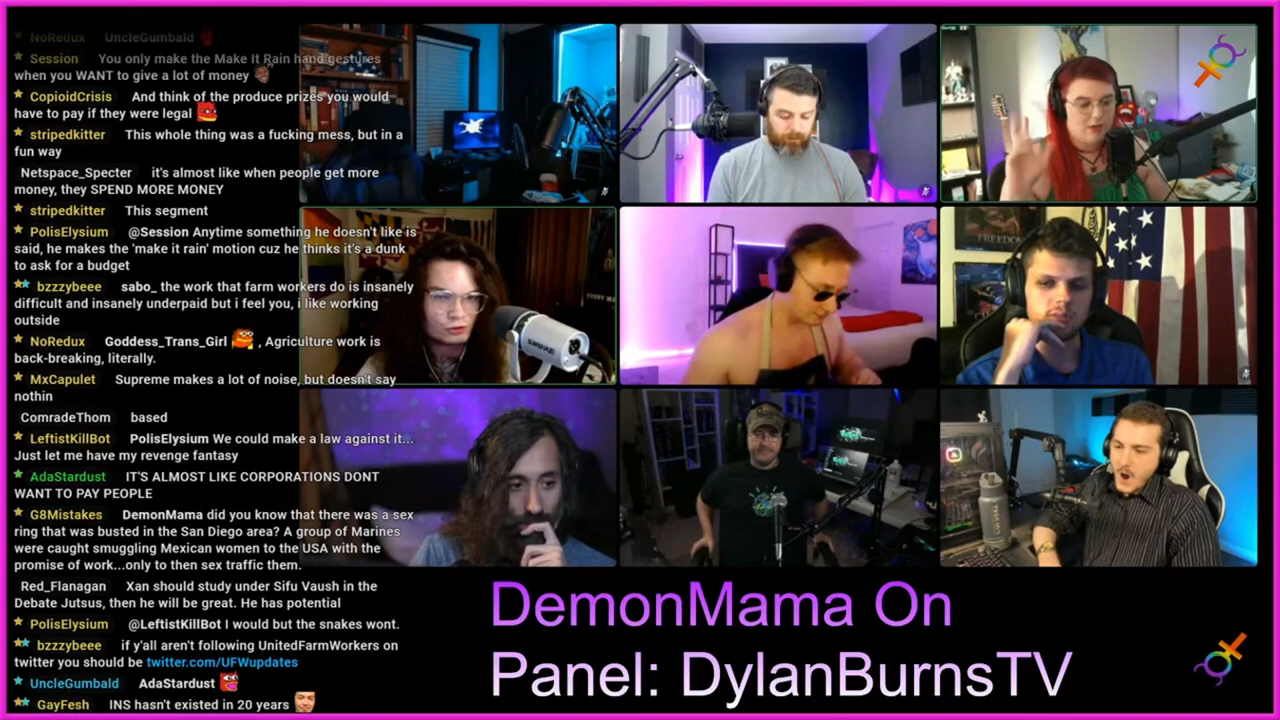 NoRedux UncleGumbald
Session You only make the Make It Rain hand gestures
when you WANT to give a lot of money
CopioidCrisis And think of the produce prizes you would
have to pay if they were legal
stripedkitter This whole thing was a fucking mess, but in a
fun way
Netspace_Specter it's almost like when people get more
money, they SPEND MORE MONEY
stripedkitter This segment
PolisElysium @Session Anytime something he doesn't like is
said, he makes the 'make it rain' motion cuz he thinks it's a dunk
to ask for a budget
bzzzybeee sabo_ the work that farm workers do is insanely
difficult and insanely underpaid but i feel you, i like working
outside
NoRedux Goddess_Trans_Girl , Agriculture work is
back-breaking, literally.
MxCapulet Supreme makes a lot of noise, but doesn't say
nothin
ComradeThom based
LeftistKillBot PolisElysium We could make a law against it...
Just let me have my revenge fantasy
AdaStardust IT'S ALMOST LIKE CORPORATIONS DONT
WANT TO PAY PEOPLE
G8Mistakes DemonMama did you know that there was a sex
ring that was busted in the San Diego area? A group of Marines
were caught smuggling Mexican women to the USA with the
promise of work...only to then sex traffic them.
Red_Flanagan Xan should study under Sifu Vaush in the
Debate Jutsus, then he will be great. He has potential
PolisElysium @LeftistKillBot I would but the snakes wont.
bzzzybeee if y'all aren't following UnitedFarmWorkers on
twitter you should be twitter.com/UFWupdates
UncleGumbald AdaStardust
GayFesh INS hasn't existed in 20 years
FREEDOM
DemonMama On
Panel: DylanBurnsTV